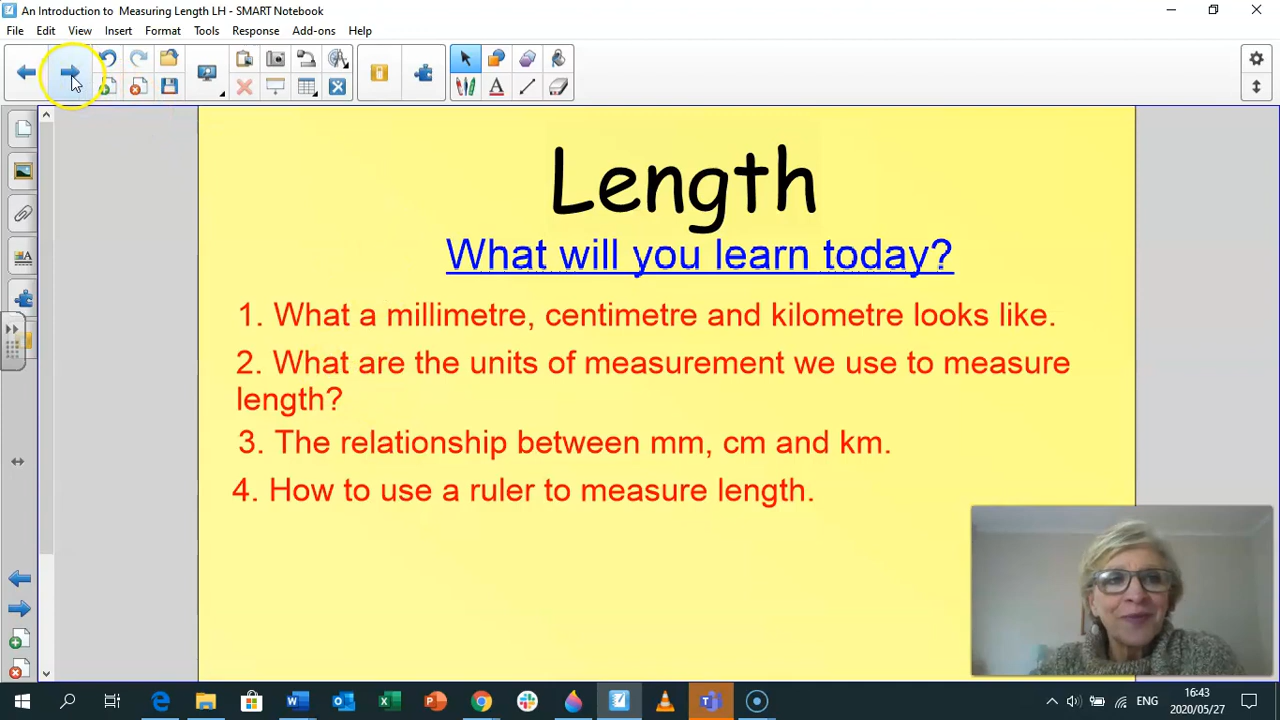 An Introduction to Measuring Length LH - SMART Notebook
File Edit View Insert Format Tools Response Add-ons Help
Length
What will you learn today?
1. What a millimetre, centimetre and kilometre looks like.
2. What are the units of measurement we use to measure
length?
3. The relationship between mm, cm and km.
4. How to use a ruler to measure length.
ENG
16:43
2020/05/27